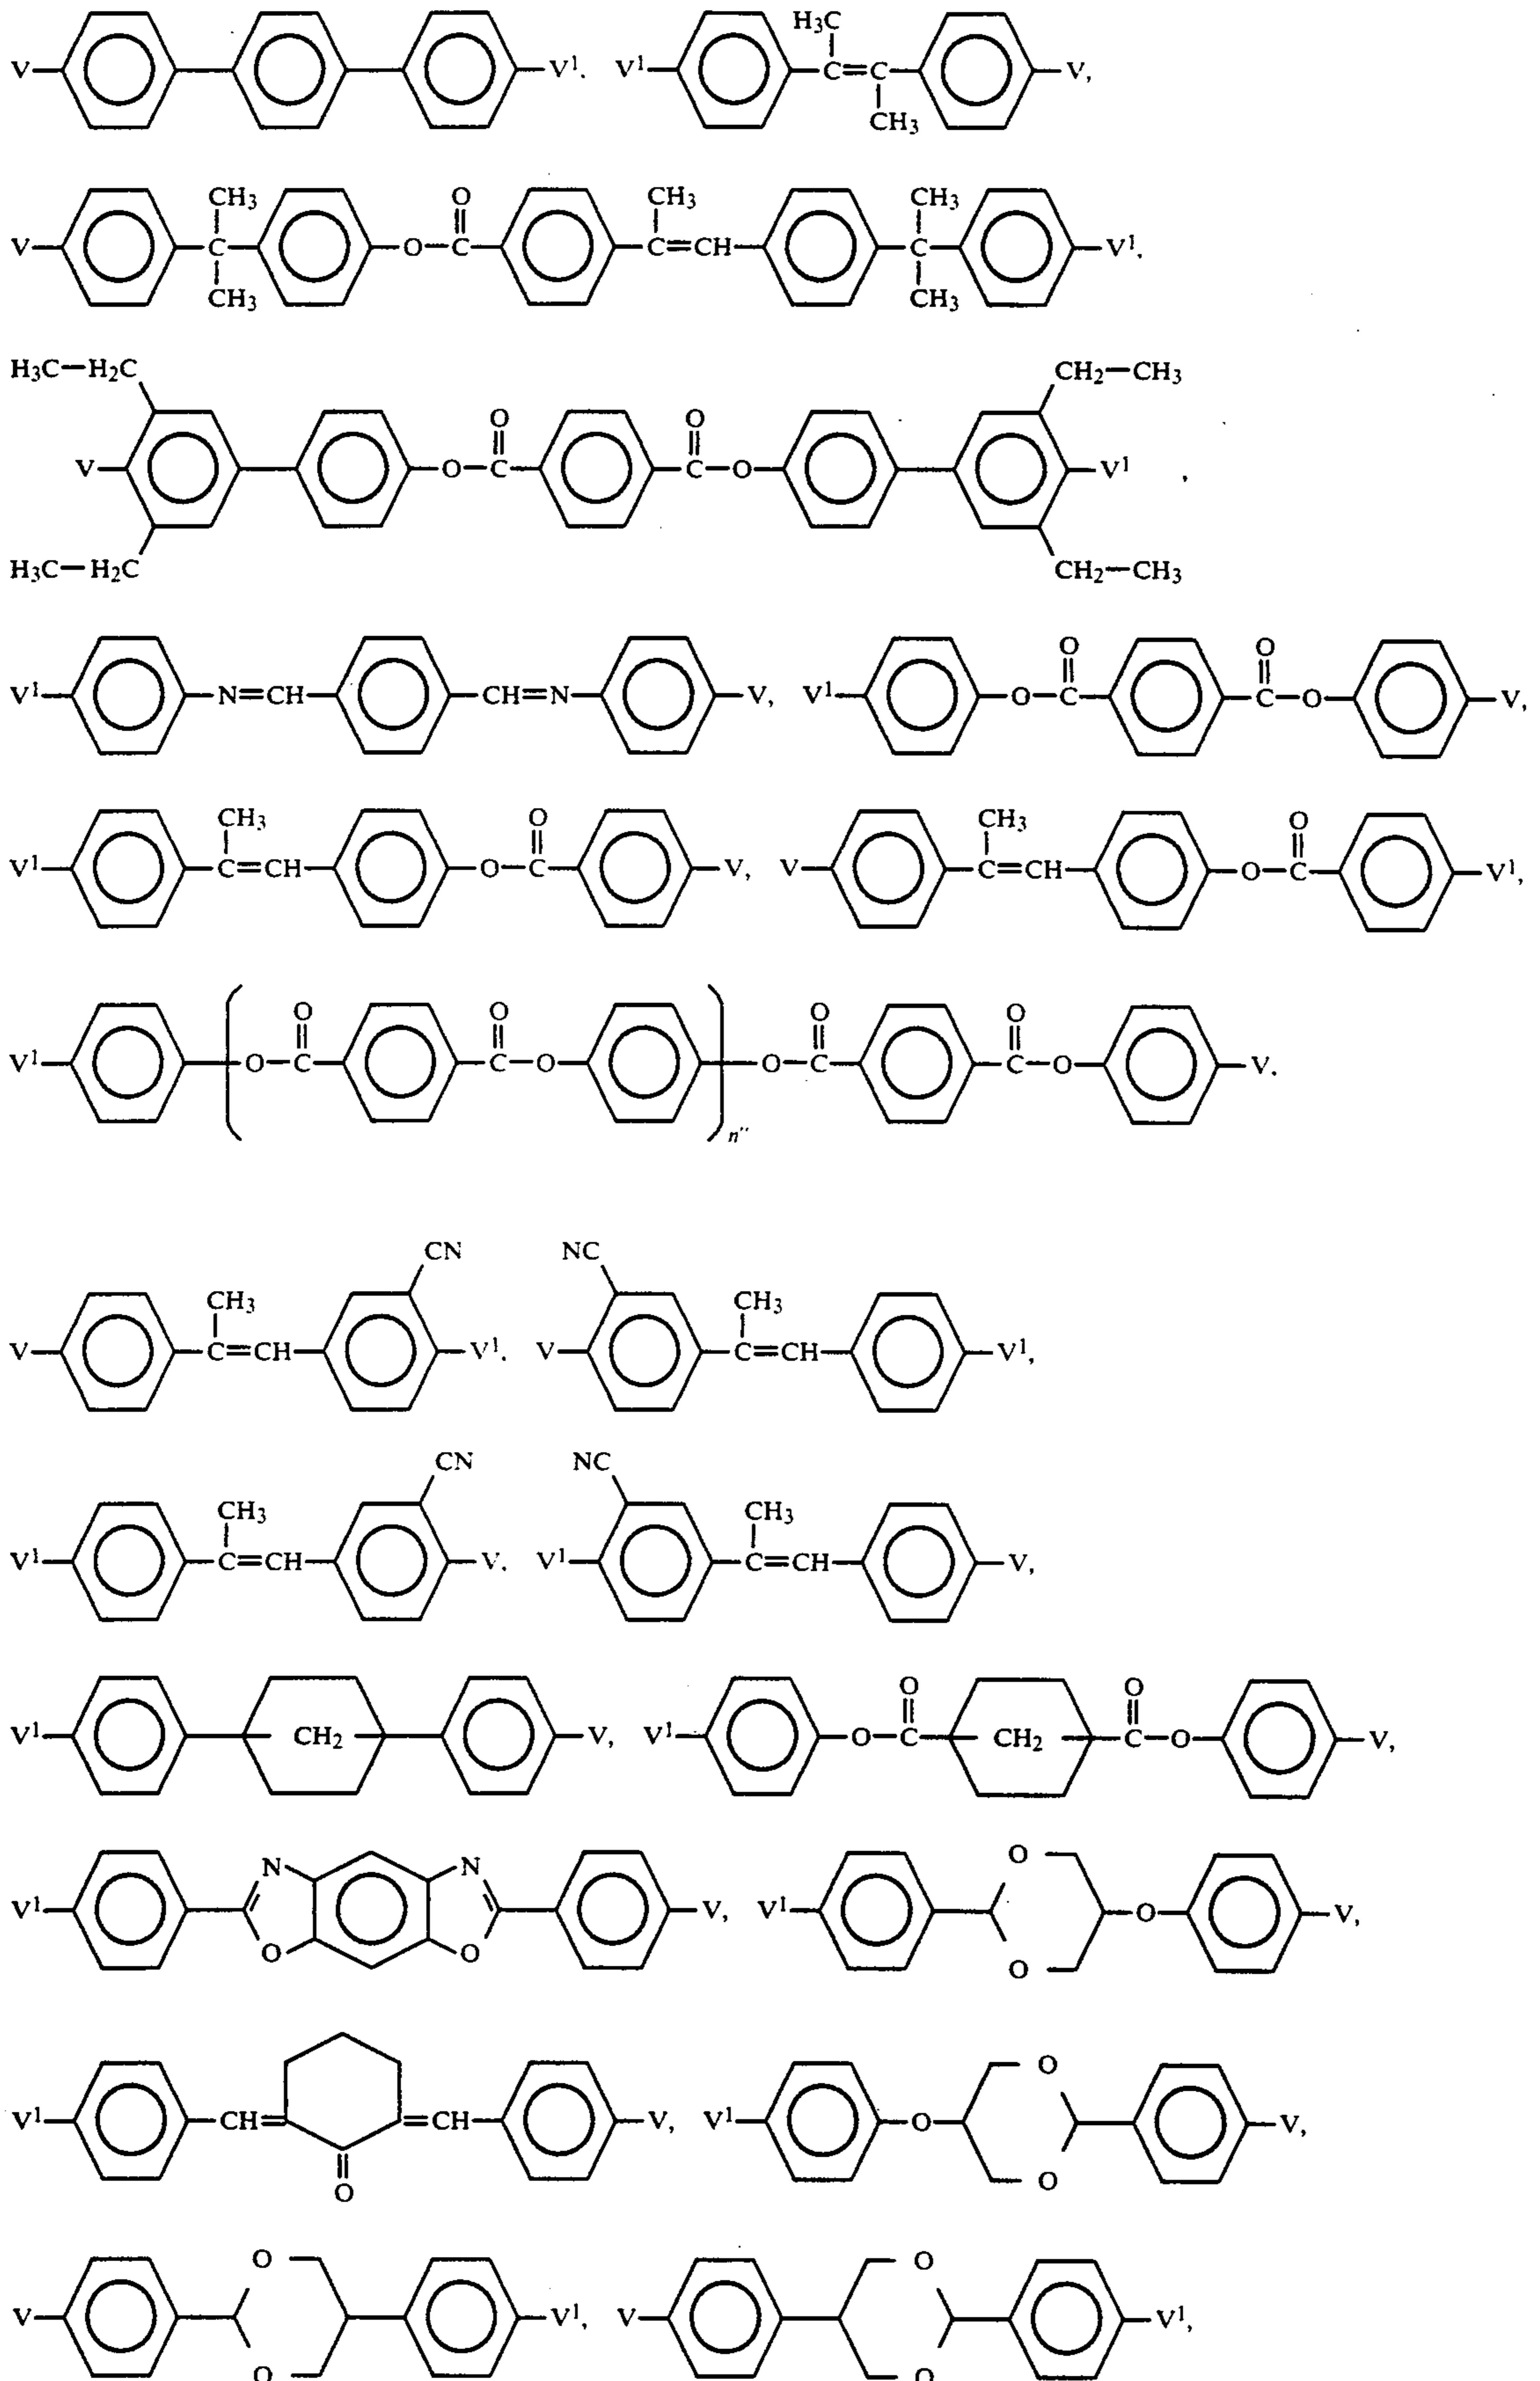 V V¹. V¹ H₃C C=C CH₃ V,
V CH₃ C CH₃ O O C CH₃ C=CH CH₃ C CH₃ V¹.
H₃C—H₂C CH₂—CH₃
V O O C O C O V¹ ,
H₃C—H₂C CH₂—CH₃
V¹ N=CH CH=N V, V¹ O O C O C O V,
V¹ CH₃ C=CH O O C V, V CH₃ C=CH O O C V¹,
V¹ O O C O C O n'' O O C O C O V.
V CH₃ C=CH CN V¹. NC V CH₃ C=CH V¹,
V¹ CH₃ C=CH CN V. NC V¹ CH₃ C=CH V,
V¹ CH₂ V, V¹ O O C CH₂ O C O V,
V¹ N O N O V, V¹ O O O V,
V¹ CH= =CH O V, V¹ O O O V,
V O O V¹, V O O V¹,